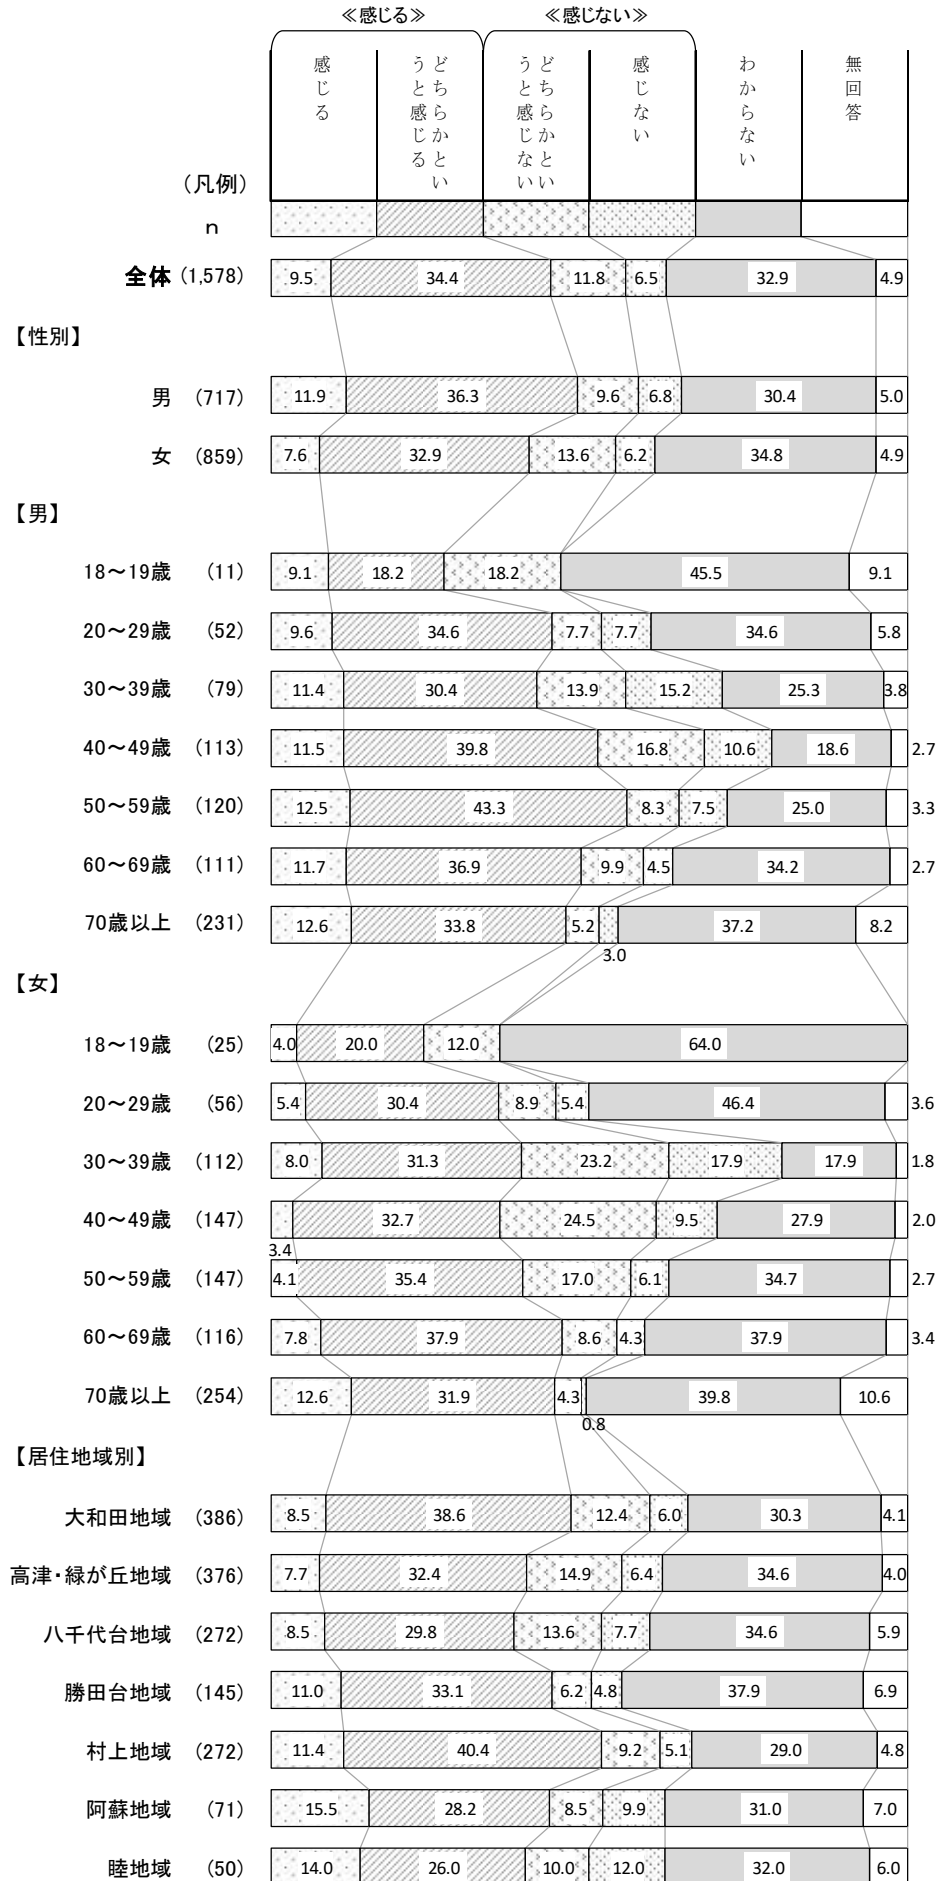 ≪感じる≫ ≪感じない≫
感じる
どちらかというと感じる
どちらかというと感じない
感じない
わからない
無回答
(凡例)
n
全体 (1,578) 9.5 34.4 11.8 6.5 32.9 4.9
【性別】
男 (717) 11.9 36.3 9.6 6.8 30.4 5.0
女 (859) 7.6 32.9 13.6 6.2 34.8 4.9
【男】
18～19歳 (11) 9.1 18.2 18.2 45.5 9.1
20～29歳 (52) 9.6 34.6 7.7 7.7 34.6 5.8
30～39歳 (79) 11.4 30.4 13.9 15.2 25.3 3.8
40～49歳 (113) 11.5 39.8 16.8 10.6 18.6 2.7
50～59歳 (120) 12.5 43.3 8.3 7.5 25.0 3.3
60～69歳 (111) 11.7 36.9 9.9 4.5 34.2 2.7
70歳以上 (231) 12.6 33.8 5.2 37.2 8.2
3.0
【女】
18～19歳 (25) 4.0 20.0 12.0 64.0
20～29歳 (56) 5.4 30.4 8.9 5.4 46.4 3.6
30～39歳 (112) 8.0 31.3 23.2 17.9 17.9 1.8
40～49歳 (147) 32.7 24.5 9.5 27.9 2.0
3.4
50～59歳 (147) 4.1 35.4 17.0 6.1 34.7 2.7
60～69歳 (116) 7.8 37.9 8.6 4.3 37.9 3.4
70歳以上 (254) 12.6 31.9 4.3 39.8 10.6
0.8
【居住地域別】
大和田地域 (386) 8.5 38.6 12.4 6.0 30.3 4.1
高津・緑が丘地域 (376) 7.7 32.4 14.9 6.4 34.6 4.0
八千代台地域 (272) 8.5 29.8 13.6 7.7 34.6 5.9
勝田台地域 (145) 11.0 33.1 6.2 4.8 37.9 6.9
村上地域 (272) 11.4 40.4 9.2 5.1 29.0 4.8
阿蘇地域 (71) 15.5 28.2 8.5 9.9 31.0 7.0
睦地域 (50) 14.0 26.0 10.0 12.0 32.0 6.0